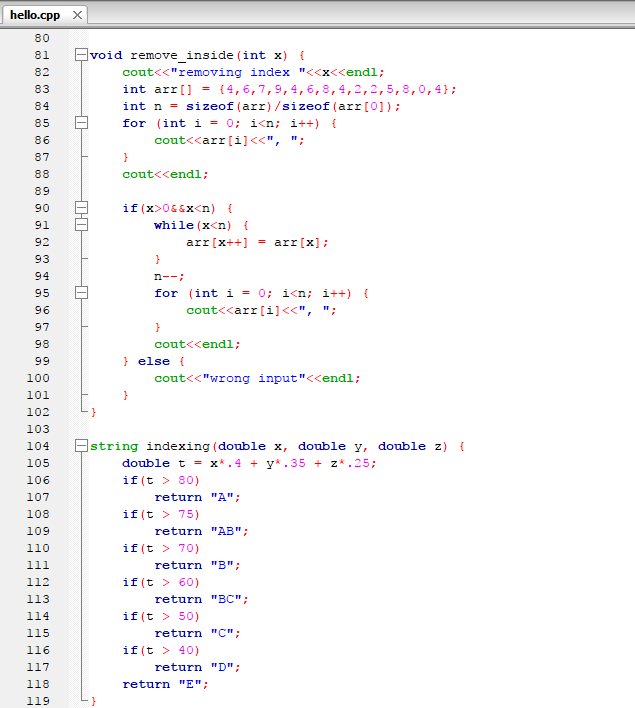 hello.cpp
80
81 void remove_inside(int x) {
82 cout<<"removing index "<<x<<endl;
83 int arr[] = {4,6,7,9,4,6,8,4,2,2,5,8,0,4};
84 int n = sizeof(arr)/sizeof(arr[0]);
85 for (int i = 0; i<n; i++) {
86 cout<<arr[i]<<", ";
87 }
88 cout<<endl;
89
90 if(x>0&&x<n) {
91 while(x<n) {
92 arr[x++] = arr[x];
93 }
94 n--;
95 for (int i = 0; i<n; i++) {
96 cout<<arr[i]<<", ";
97 }
98 cout<<endl;
99 } else {
100 cout<<"wrong input"<<endl;
101 }
102 }
103
104 string indexing(double x, double y, double z) {
105 double t = x*.4 + y*.35 + z*.25;
106 if(t > 80)
107 return "A";
108 if(t > 75)
109 return "AB";
110 if(t > 70)
111 return "B";
112 if(t > 60)
113 return "BC";
114 if(t > 50)
115 return "C";
116 if(t > 40)
117 return "D";
118 return "E";
119 }